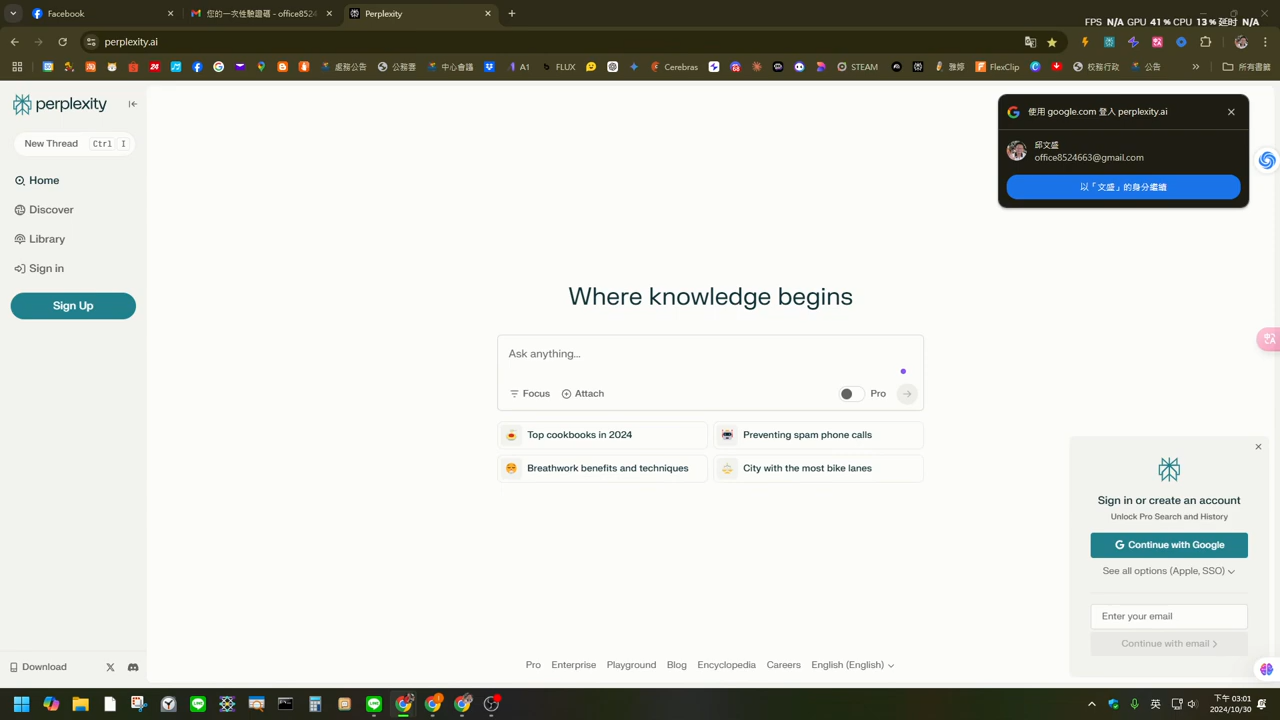 Facebook
您的一次性驗證碼 - office8524
Perplexity
FPS N/A GPU 41 % CPU 13 % 延时 N/A
perplexity.ai
處務公告
公務雲
中心會議
A1
FLUX
Cerebras
STEAM
雅婷
FlexClip
稅務行政
公告
所有書籤
perplexity
New Thread
Ctrl
I
Home
Discover
Library
Sign in
Sign Up
Download
使用 google.com 登入 perplexity.ai
邱文盛
office8524663@gmail.com
以「文盛」的身分繼續
Where knowledge begins
Ask anything...
Focus
Attach
Pro
Top cookbooks in 2024
Preventing spam phone calls
Breathwork benefits and techniques
City with the most bike lanes
Sign in or create an account
Unlock Pro Search and History
Continue with Google
See all options (Apple, SSO)
Enter your email
Continue with email
Pro
Enterprise
Playground
Blog
Encyclopedia
Careers
English (English)
英
下午 03:01
2024/10/30